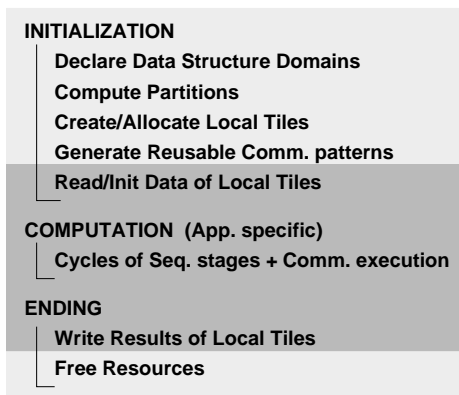 INITIALIZATION
Declare Data Structure Domains
Compute Partitions
Create/Allocate Local Tiles
Generate Reusable Comm. patterns
Read/Init Data of Local Tiles
COMPUTATION (App. specific)
Cycles of Seq. stages + Comm. execution
ENDING
Write Results of Local Tiles
Free Resources